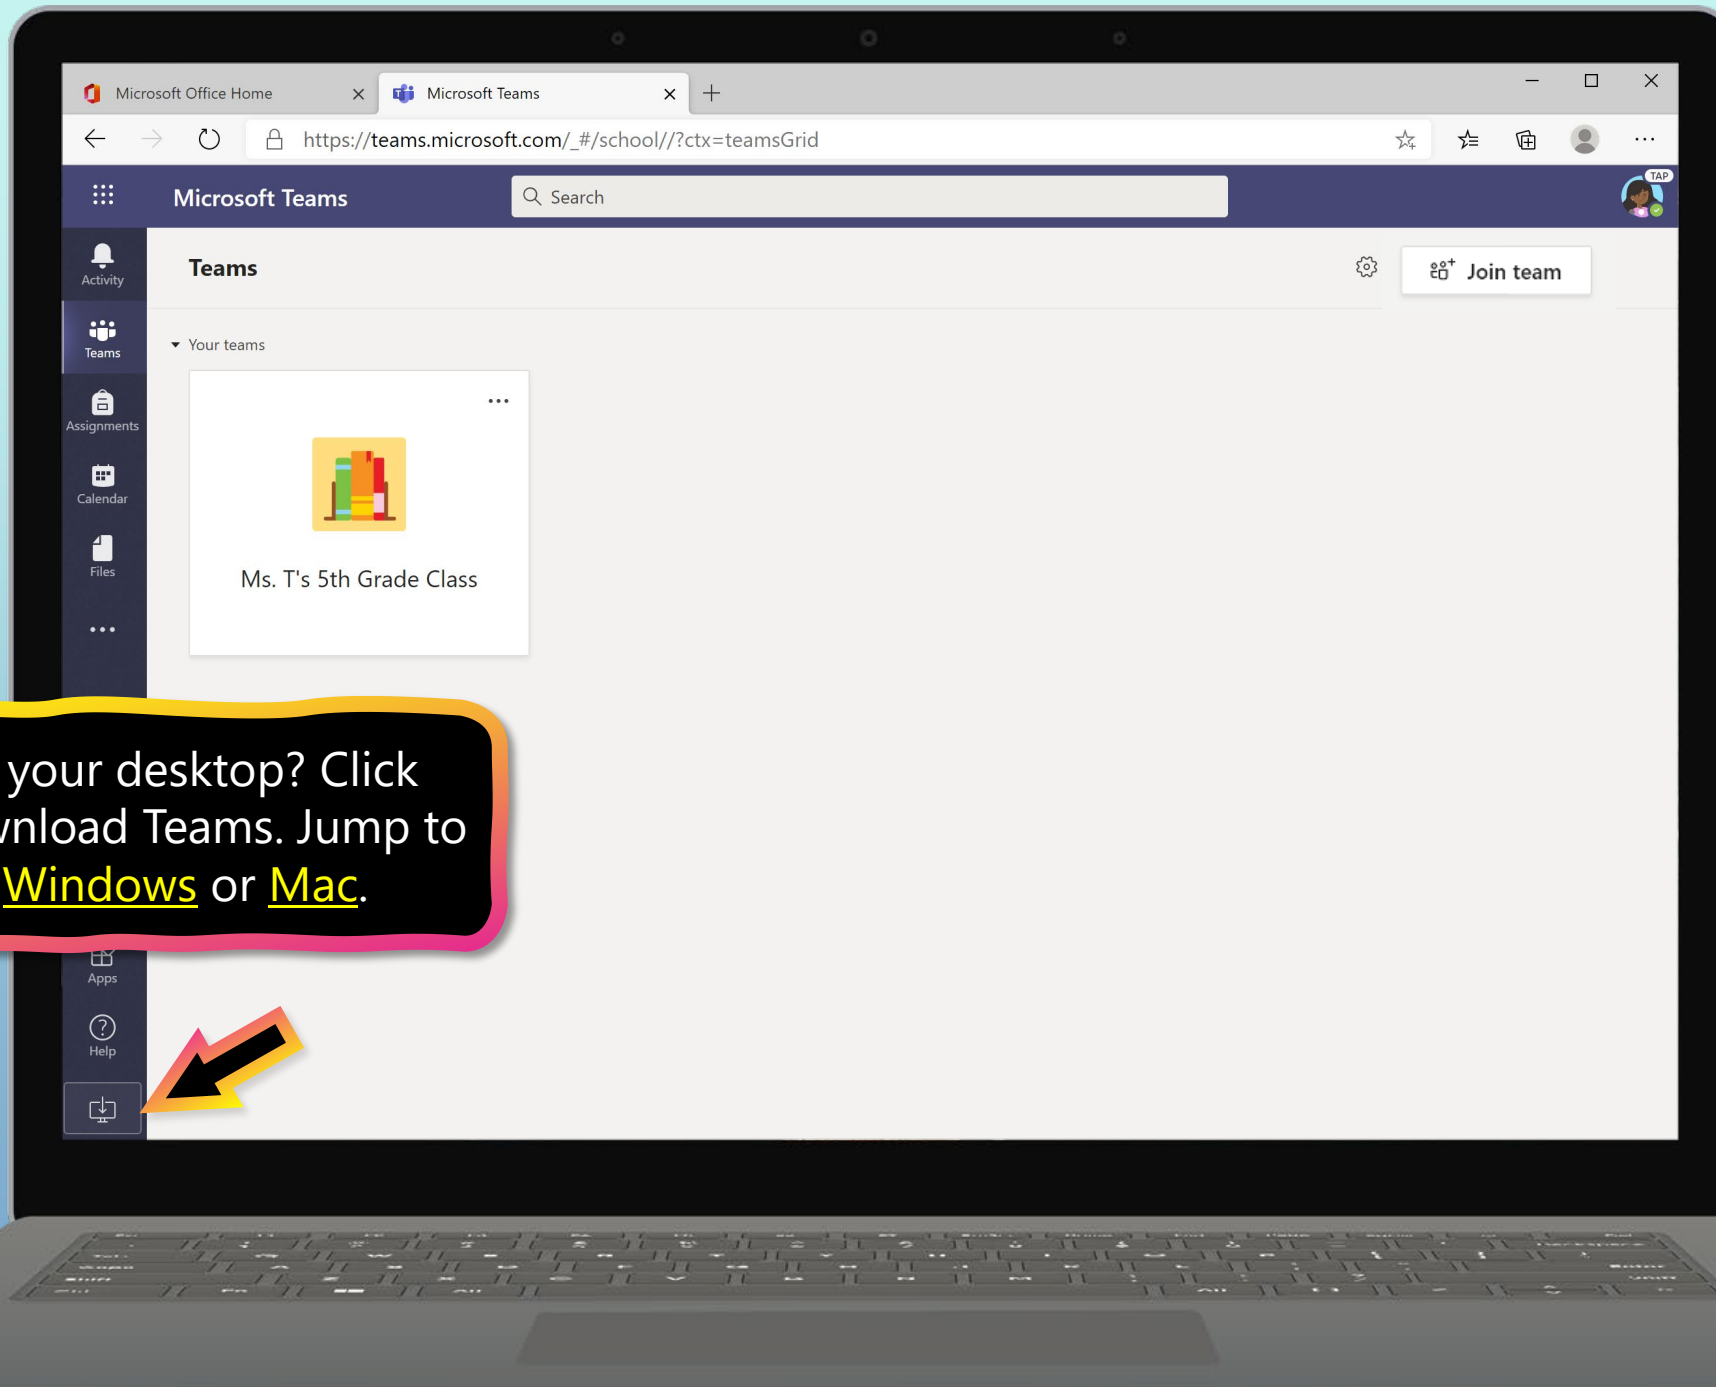 Microsoft Office Home
Microsoft Teams
https://teams.microsoft.com/_#/school//?ctx=teamsGrid
Microsoft Teams
Search
TAP
Activity
Teams
Join team
Teams
Your teams
Assignments
Calendar
Files
Ms. T's 5th Grade Class
your desktop? Click
wnload Teams. Jump to
Windows or Mac.
Apps
Help